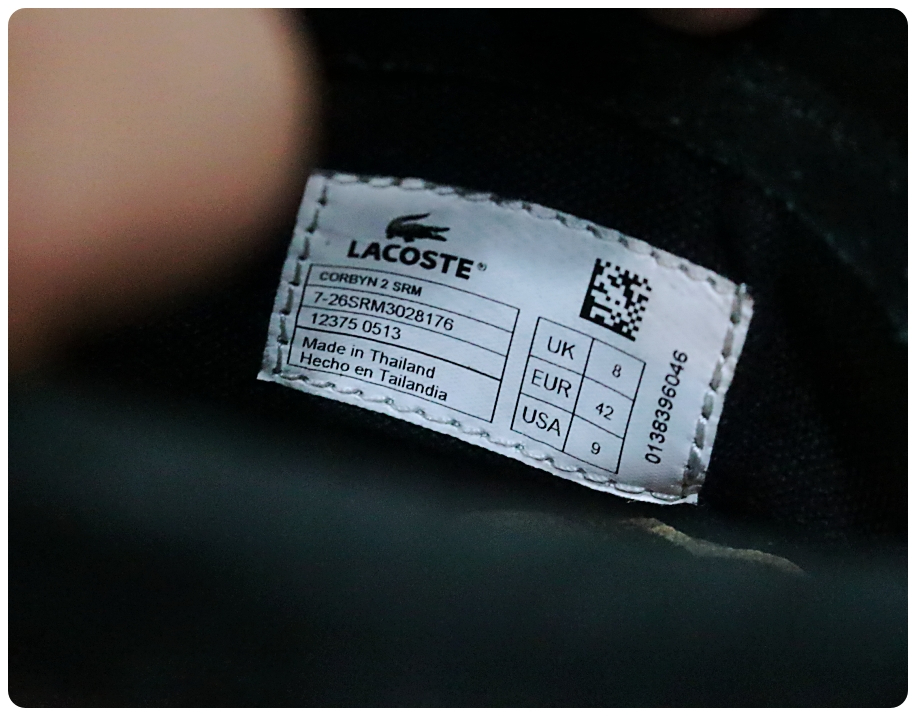 LACOSTE®
CORBYN 2 SRM
7-26SRM3028176
12375 0513
Made in Thailand
Hecho en Tailandia
UK 8
EUR 42
USA 9
0138396046